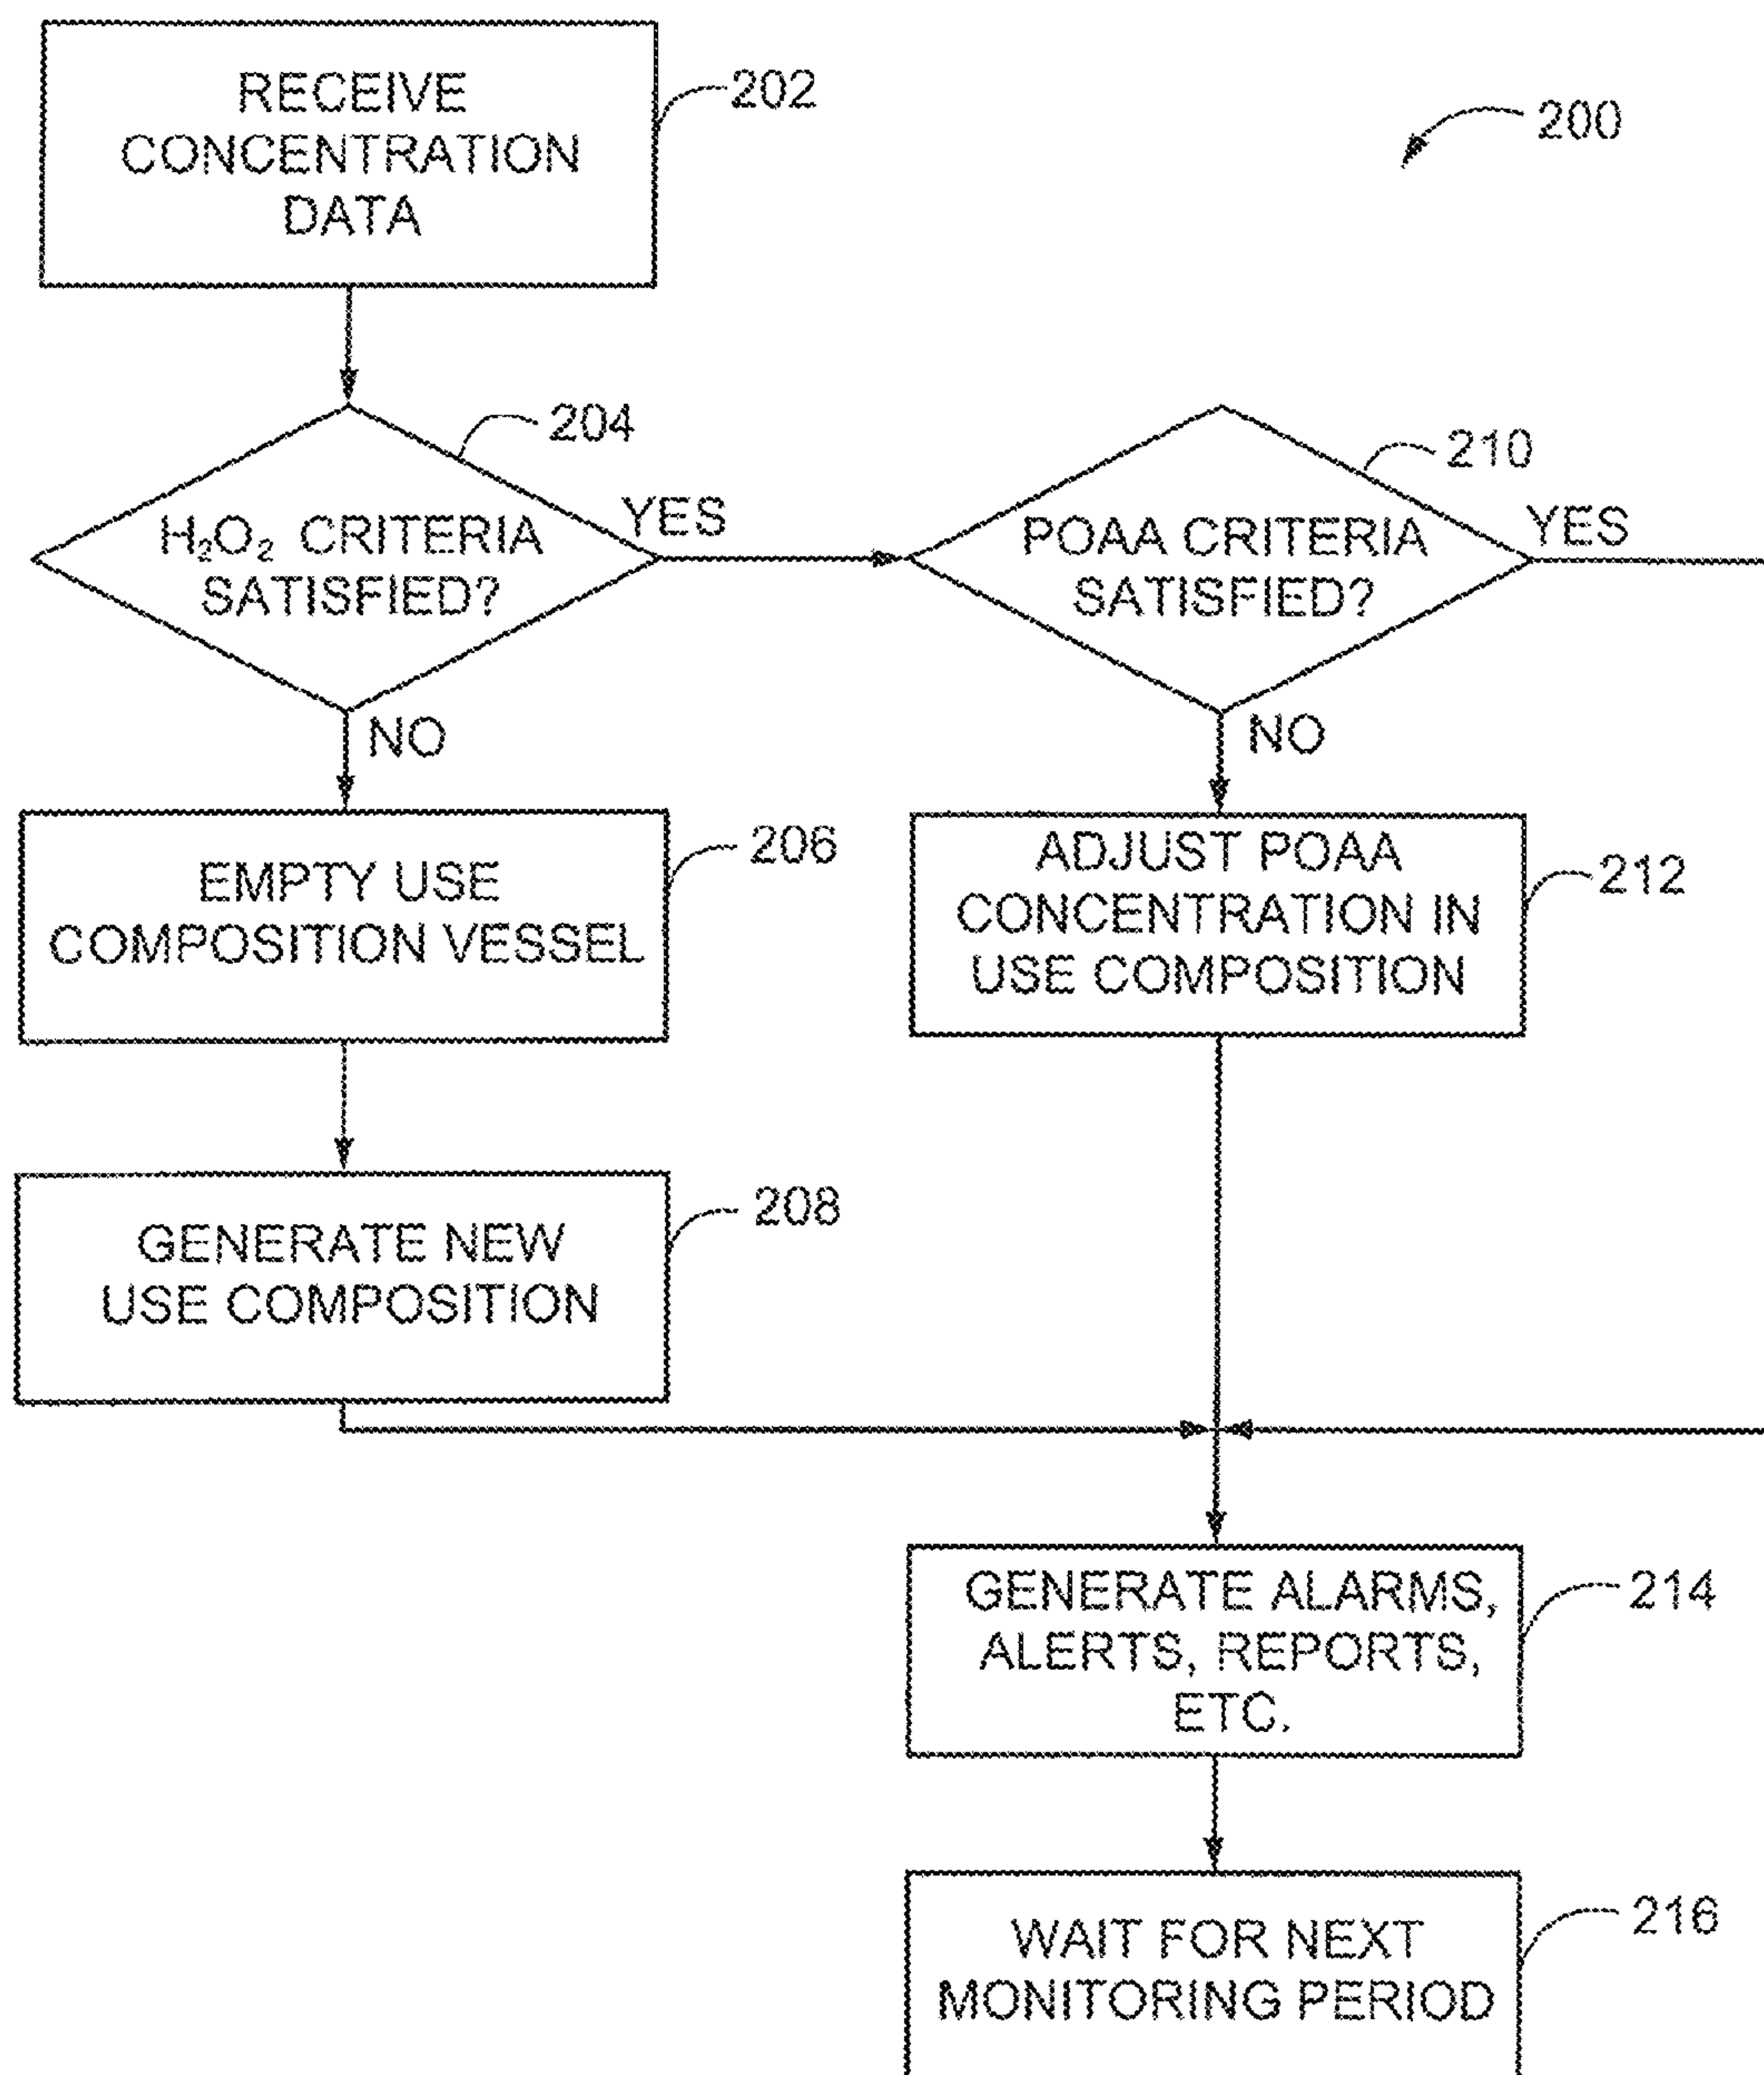 RECEIVE
CONCENTRATION
DATA
202
200
204
H₂O₂ CRITERIA
SATISFIED?
YES
NO
210
POAA CRITERIA
SATISFIED?
YES
NO
206
EMPTY USE
COMPOSITION VESSEL
212
ADJUST POAA
CONCENTRATION IN
USE COMPOSITION
208
GENERATE NEW
USE COMPOSITION
214
GENERATE ALARMS,
ALERTS, REPORTS,
ETC.
216
WAIT FOR NEXT
MONITORING PERIOD